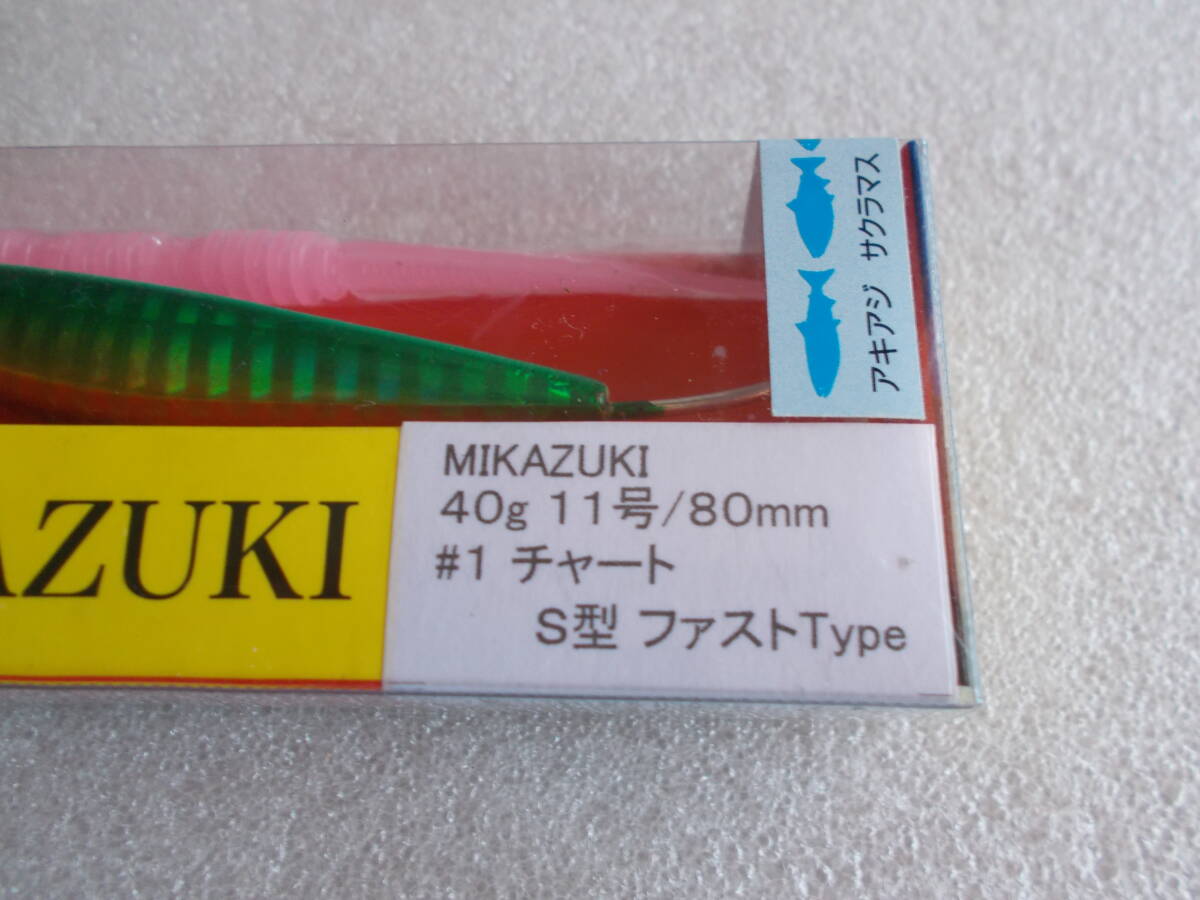 アキアジ サクラマス
AZUKI
MIKAZUKI
40g 11号/80mm
#1 チャート
S型 ファストType